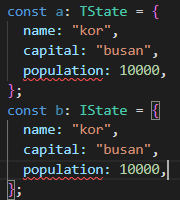 const a: TState = {
  name: "kor",
  capital: "busan",
  population: 10000,
};
const b: IState = {
  name: "kor",
  capital: "busan",
  population: 10000,
};